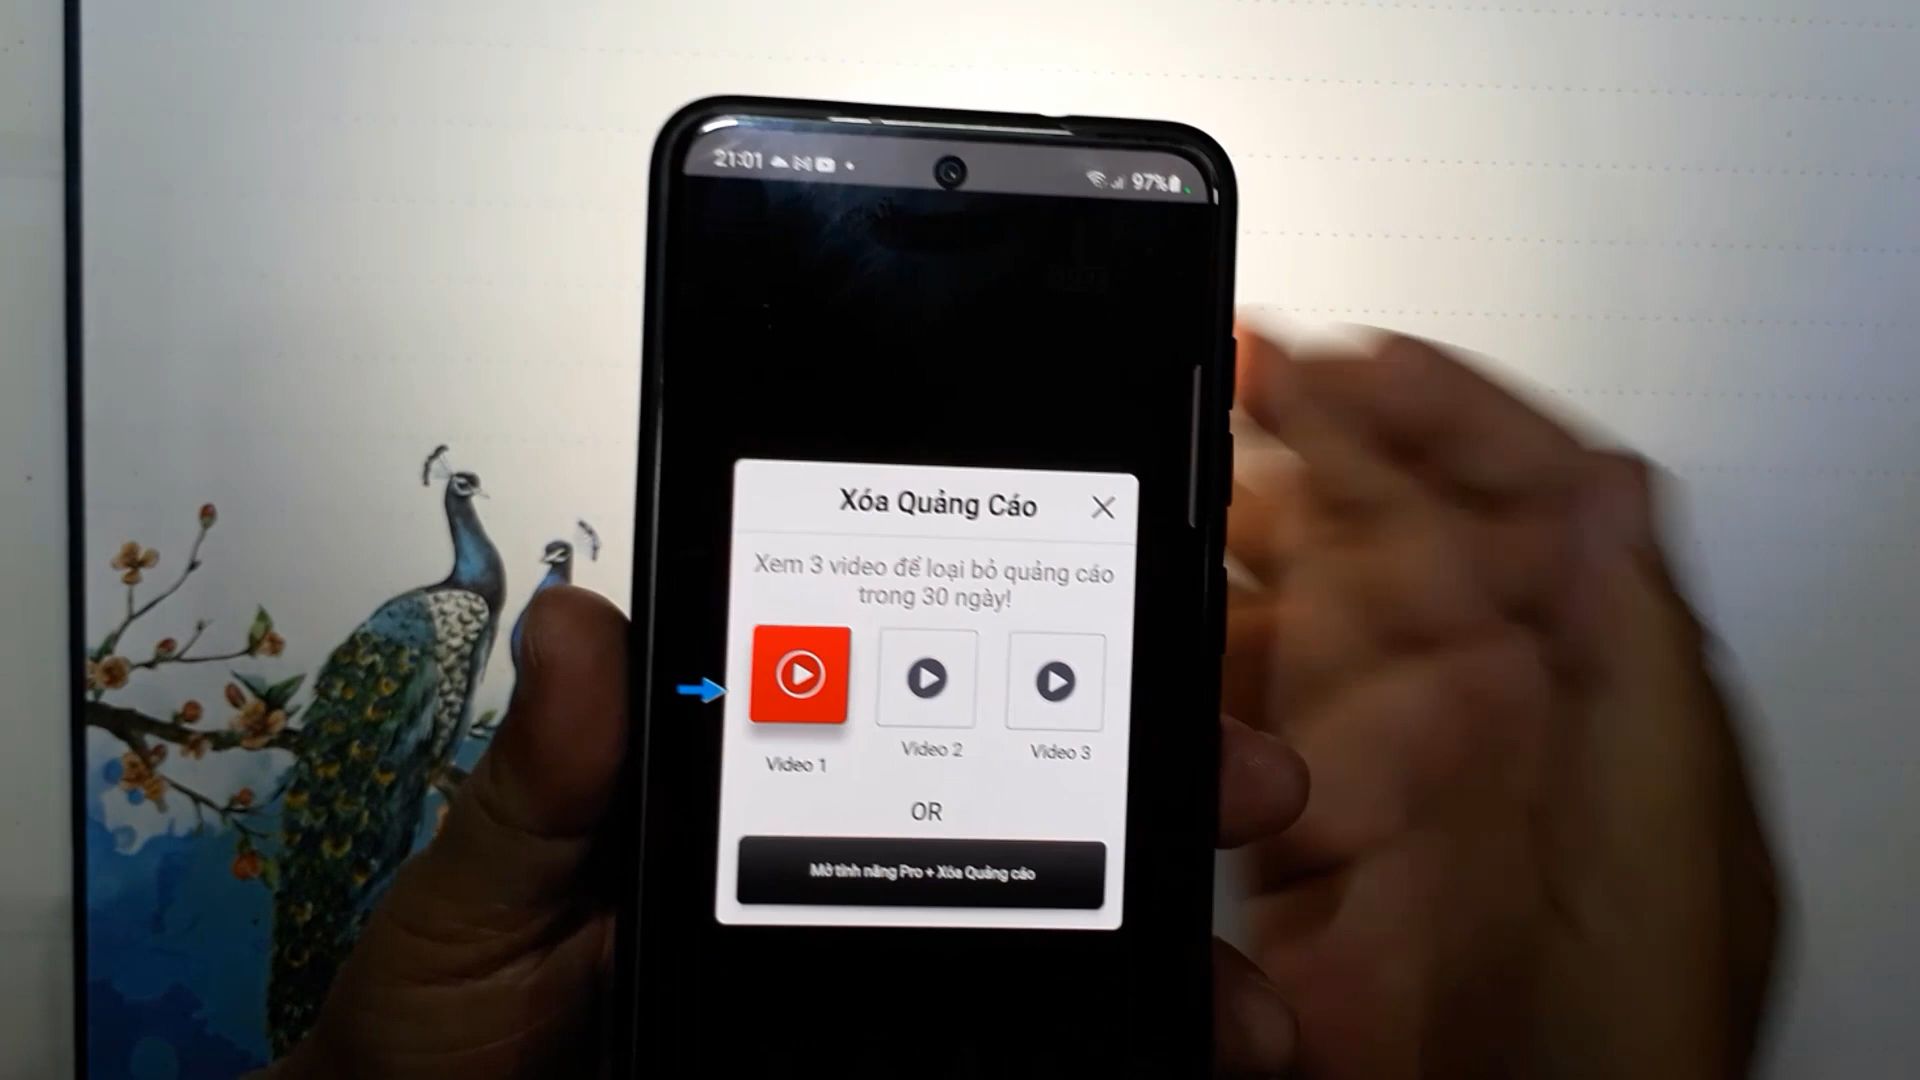 21:01
97%
Xóa Quảng Cáo
Xem 3 video để loại bỏ quảng cáo
trong 30 ngày!
Video 1
Video 2
Video 3
OR
Mở tính năng Pro + Xóa Quảng cáo